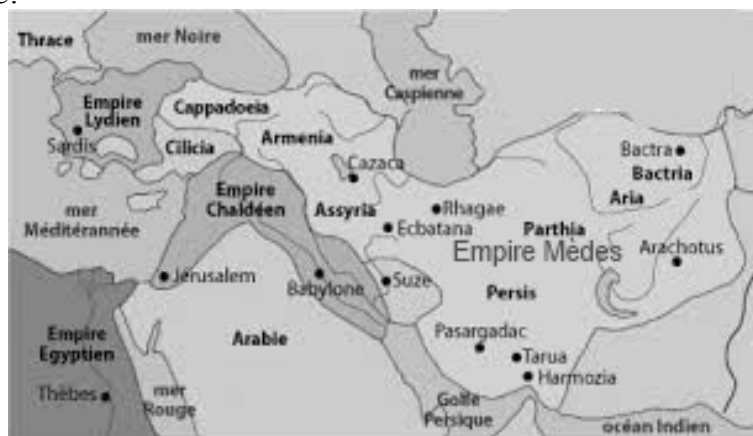 Thrace
mer Noire
mer
Caspienne
Empire
Lydien
Sardis
Cappadoeia
Cilicia
Armenia
Cazaca
Bactra
Bactria
Aria
Empire
Chaldéen
Assyria
Rhagae
Ecbatana
Parthia
mer
Méditérannée
Empire Mèdes
Arachotus
Jérusalem
Babylone
Suze
Persis
Empire
Egyptien
Arabie
Pasargadac
Tarua
Harmozia
Thèbes
mer
Rouge
Golfe
Persique
océan Indien